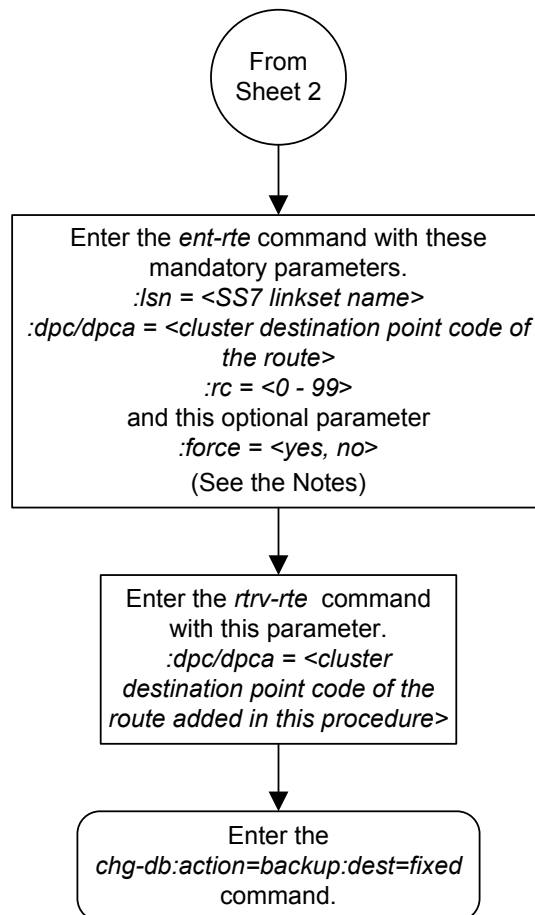 From
Sheet 2
Enter the ent-rte command with these
mandatory parameters.
:lsn = <SS7 linkset name>
:dpc/dpca = <cluster destination point code of
the route>
:rc = <0 - 99>
and this optional parameter
:force = <yes, no>
(See the Notes)
Enter the rtrv-rte command
with this parameter.
:dpc/dpca = <cluster
destination point code of the
route added in this procedure>
Enter the
chg-db:action=backup:dest=fixed
command.